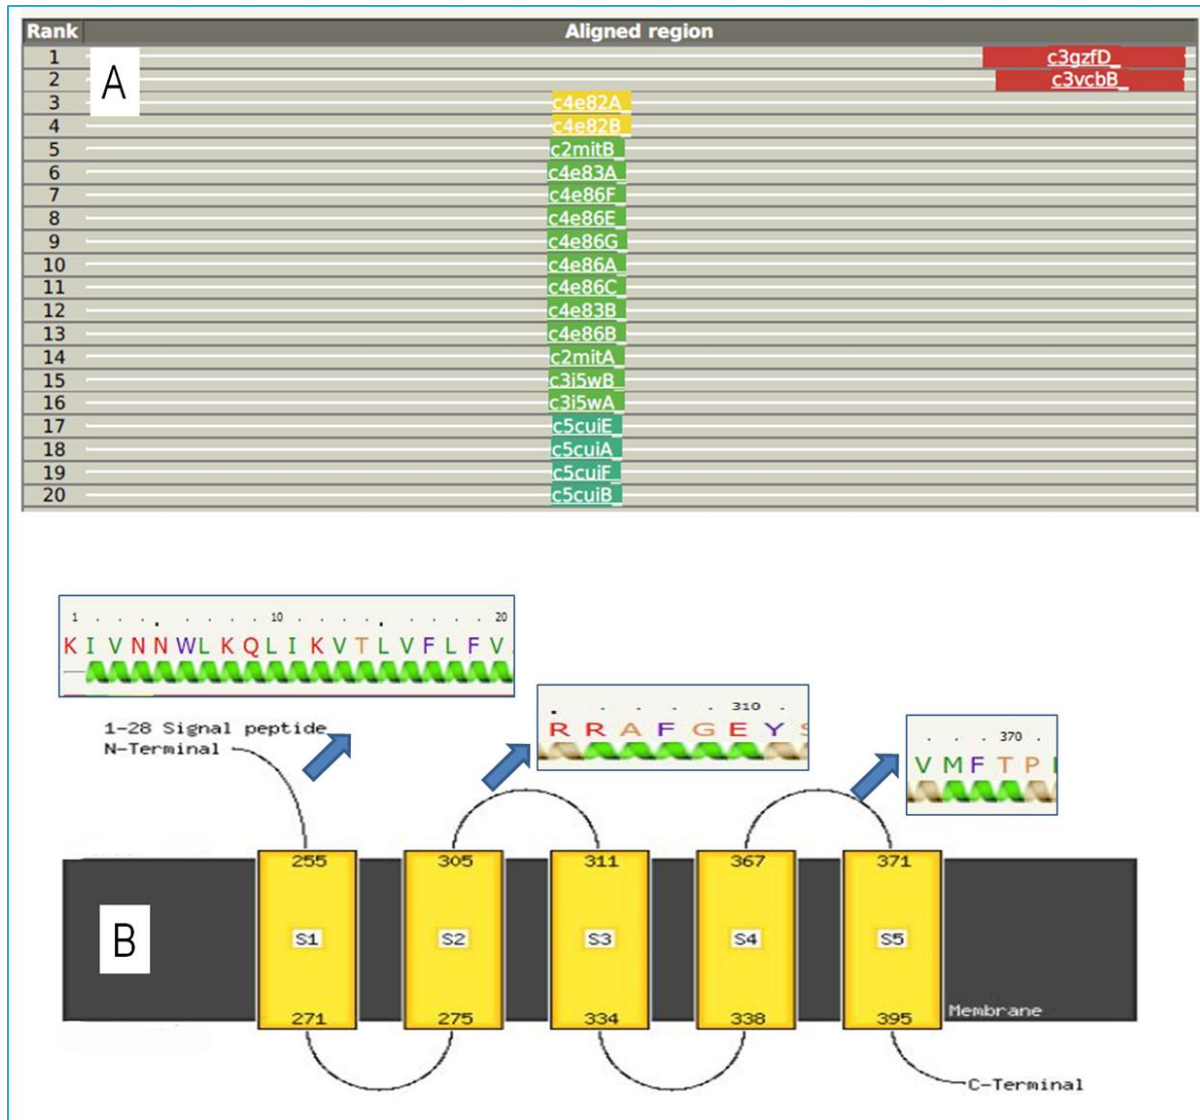 Rank Aligned region
A
1 c3gzfD_
2 c3vcbB_
3 c4e82A_
4 c4e82B_
5 c2mitB_
6 c4e83A_
7 c4e86F_
8 c4e86E_
9 c4e86G_
10 c4e86A_
11 c4e86C_
12 c4e83B_
13 c4e86B_
14 c2mitA_
15 c3i5wB_
16 c3i5wA_
17 c5cuiE_
18 c5cuiA_
19 c5cuiF_
20 c5cuiB_
1 . . . . . . . . 10 . . . . . . . . . 20
K I V N N W L K Q L I K V T L V F L F V
. . . . . 310 .
R R A F G E Y S
. . . 370 .
V M F T P
1-28 Signal peptide
N-Terminal
255 305 311 367 371
B
S1 S2 S3 S4 S5
271 275 334 338 395
Membrane
C-Terminal